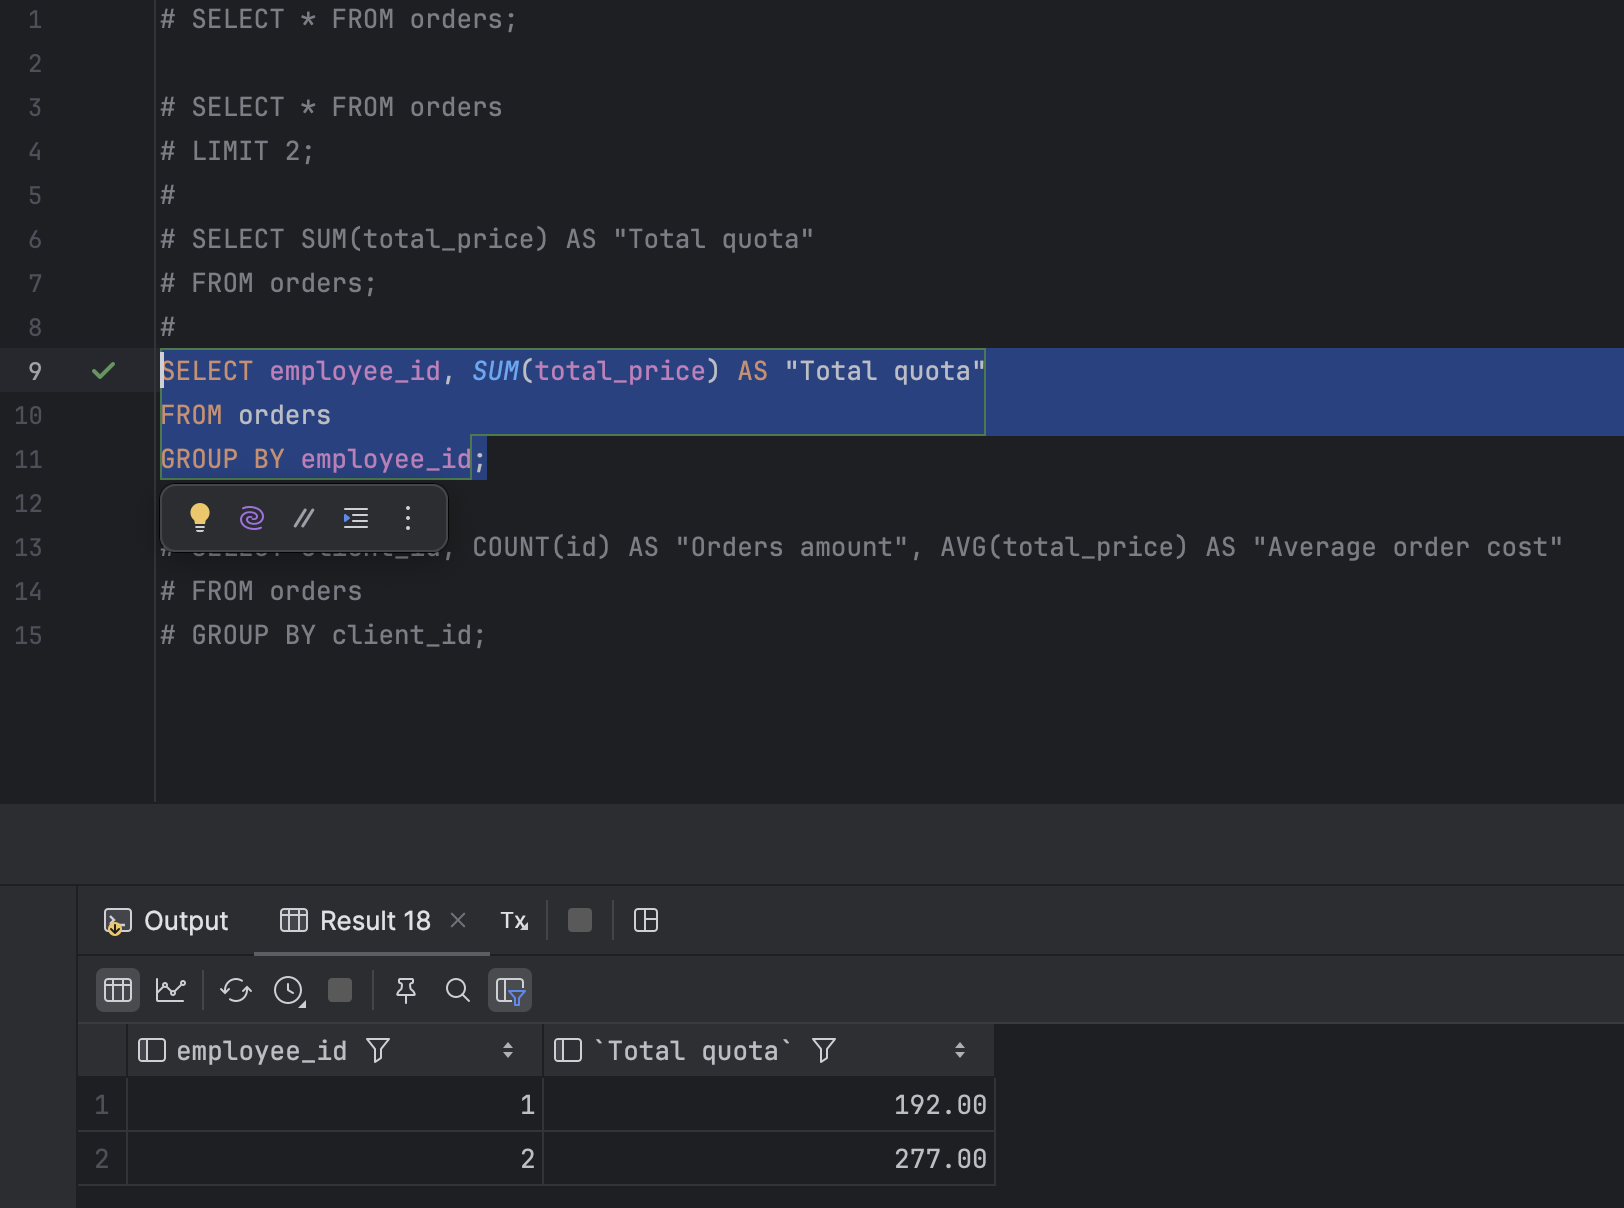 1 # SELECT * FROM orders;
2
3 # SELECT * FROM orders
4 # LIMIT 2;
5 #
6 # SELECT SUM(total_price) AS "Total quota"
7 # FROM orders;
8 #
9 SELECT employee_id, SUM(total_price) AS "Total quota"
10 FROM orders
11 GROUP BY employee_id;
12
13 # SELECT client_id, COUNT(id) AS "Orders amount", AVG(total_price) AS "Average order cost"
14 # FROM orders
15 # GROUP BY client_id;
Output Result 18 Tx
employee_id `Total quota`
1 1 192.00
2 2 277.00